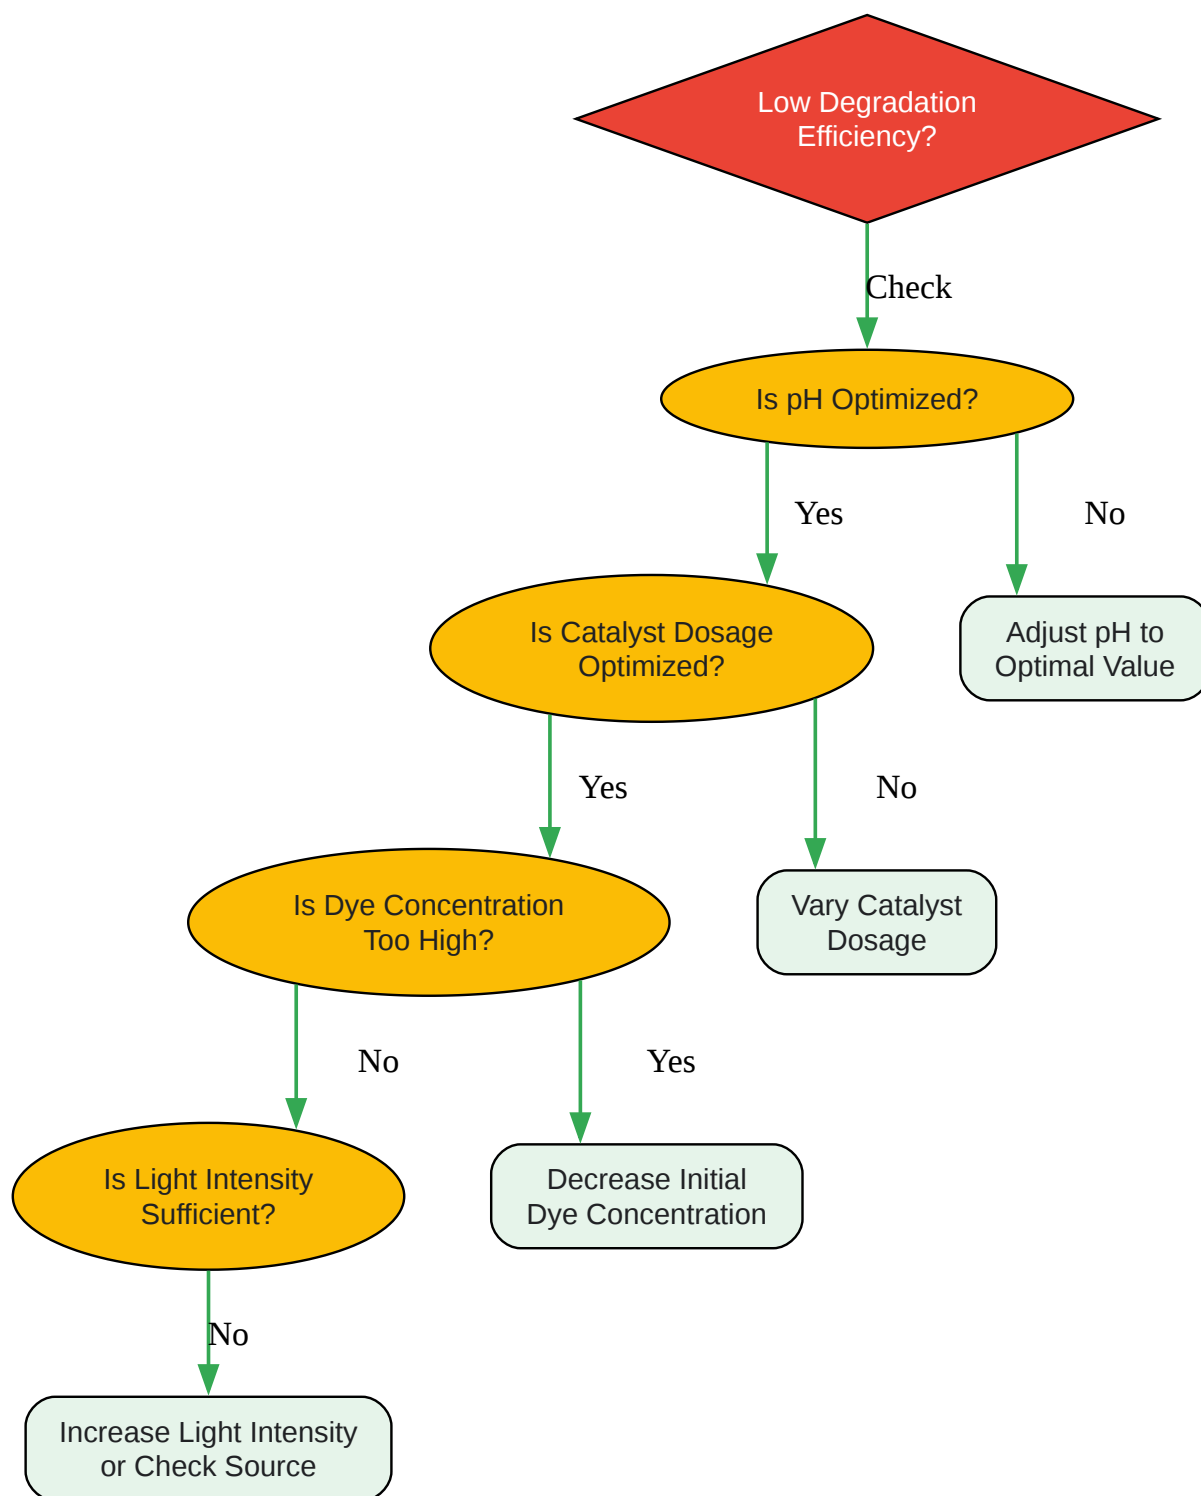 Low Degradation
Efficiency?
Check
Is pH Optimized?
Yes
No
Is Catalyst Dosage
Optimized?
Adjust pH to
Optimal Value
Yes
No
Is Dye Concentration
Too High?
Vary Catalyst
Dosage
No
Yes
Is Light Intensity
Sufficient?
Decrease Initial
Dye Concentration
No
Increase Light Intensity
or Check Source